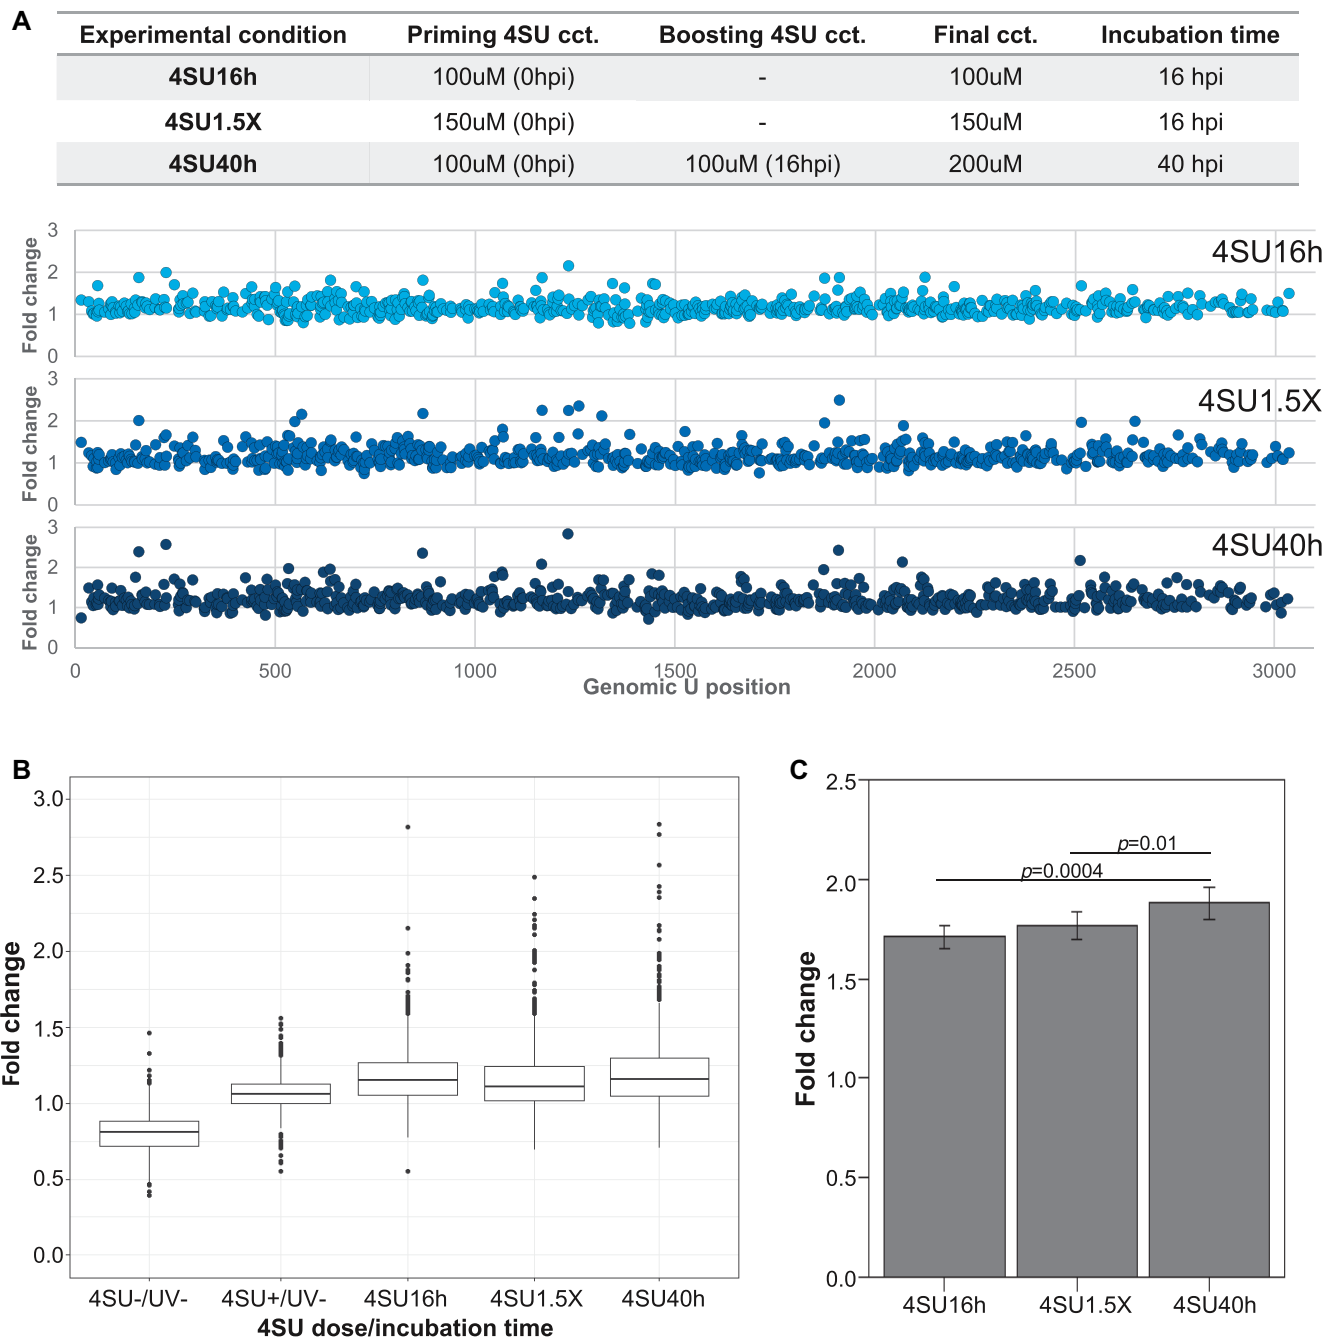 A
Experimental condition Priming 4SU cct. Boosting 4SU cct. Final cct. Incubation time
4SU16h 100uM (0hpi) - 100uM 16 hpi
4SU1.5X 150uM (0hpi) - 150uM 16 hpi
4SU40h 100uM (0hpi) 100uM (16hpi) 200uM 40 hpi
Fold change
3
2
1
0
4SU16h
Fold change
3
2
1
0
4SU1.5X
Fold change
3
2
1
0
4SU40h
0 500 1000 1500 2000 2500 3000
Genomic U position
B
Fold change
3.0
2.5
2.0
1.5
1.0
0.5
0.0
4SU-/UV- 4SU+/UV- 4SU16h 4SU1.5X 4SU40h
4SU dose/incubation time
C
Fold change
2.5
2.0
1.5
1.0
0.5
0.0
p=0.01
p=0.0004
4SU16h 4SU1.5X 4SU40h